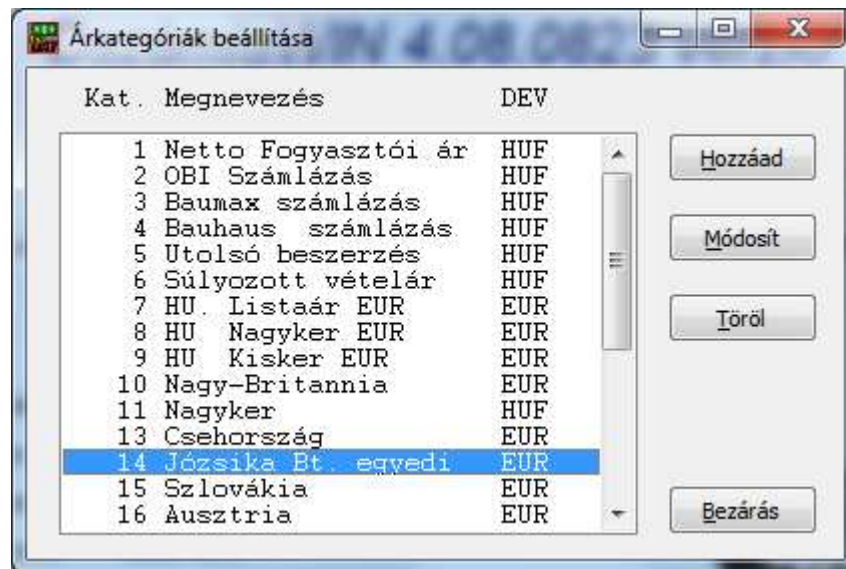 Árkategóriák beállítása
Kat. Megnevezés DEV
1 Netto Fogyasztói ár HUF
2 OBI Számlázás HUF
3 Baumax számlázás HUF
4 Bauhaus számlázás HUF
5 Utolsó beszerzés HUF
6 Súlyozott vételár HUF
7 HU. Listaár EUR EUR
8 HU Nagyker EUR EUR
9 HU Kisker EUR EUR
10 Nagy-Britannia EUR
11 Nagyker HUF
13 Csehország EUR
14 Józsika Bt. egyedi EUR
15 Szlovákia EUR
16 Ausztria EUR
Hozzáad
Módosít
Töröl
Bezárás